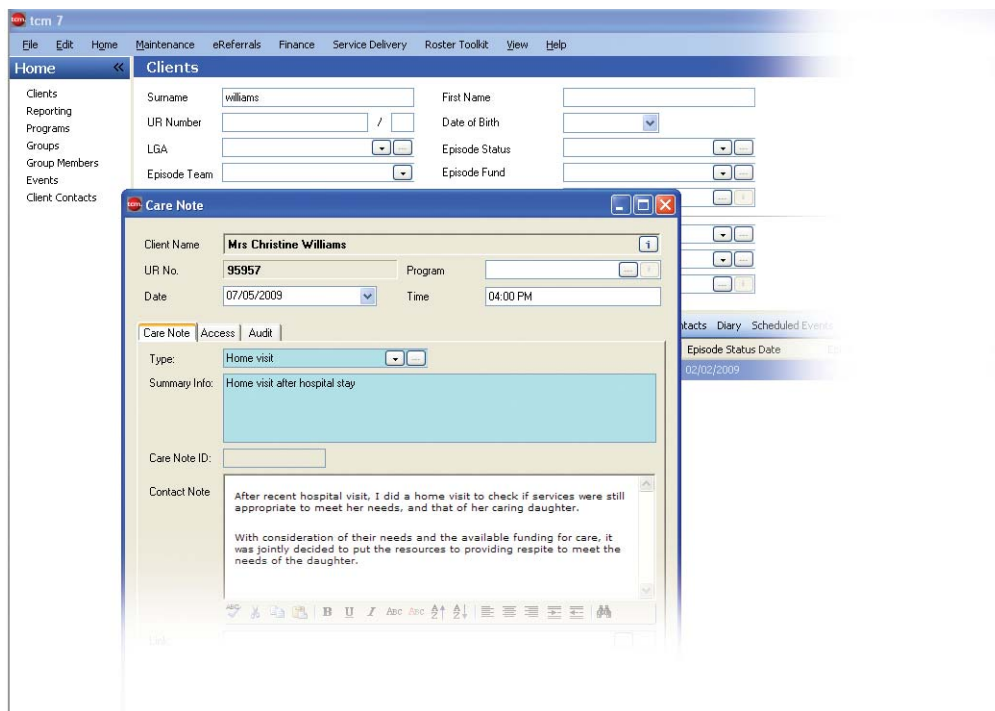 tcm 7
File Edit Home Maintenance eReferrals Finance Service Delivery Roster Toolkit View Help
Home «
Clients
Clients
Reporting
Programs
Groups
Group Members
Events
Client Contacts
Surname williams First Name
UR Number / Date of Birth
LGA Episode Status
Episode Team Episode Fund
tcm Care Note
Client Name Mrs Christine Williams i
UR No. 95957 Program
Date 07/05/2009 Time 04:00 PM
Care Note Access Audit
Type: Home visit
Summary Info: Home visit after hospital stay
Care Note ID:
Contact Note
After recent hospital visit, I did a home visit to check if services were still
appropriate to meet her needs, and that of her caring daughter.
With consideration of their needs and the available funding for care, it
was jointly decided to put the resources to providing respite to meet the
needs of the daughter.
ABC B U I ABC ABC A Z A Z
Link:
Diary Scheduled Events
Episode Status Date
02/02/2009